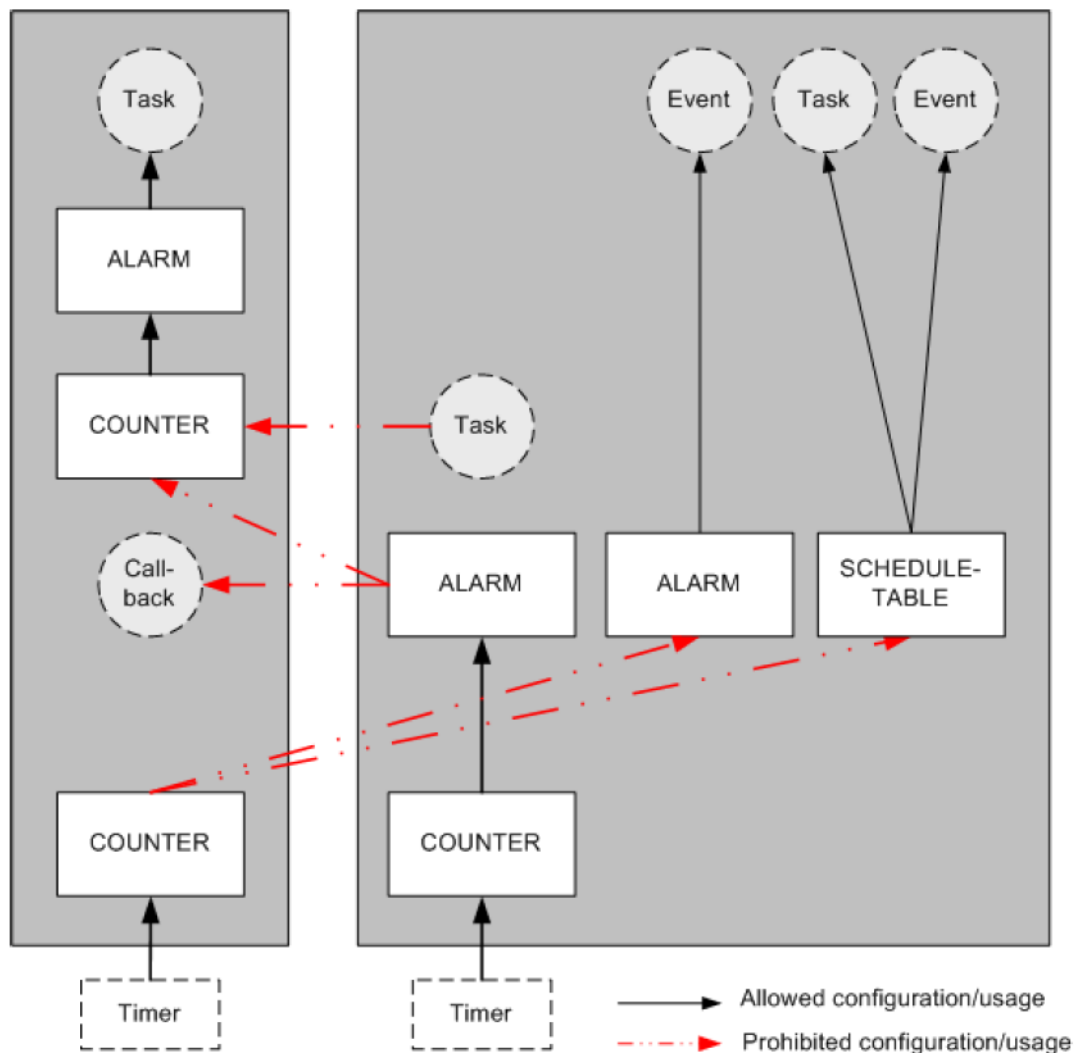 Task
Event
Task
Event
ALARM
COUNTER
Task
Call-
back
ALARM
ALARM
SCHEDULE-
TABLE
COUNTER
COUNTER
Timer
Timer
Allowed configuration/usage
Prohibited configuration/usage